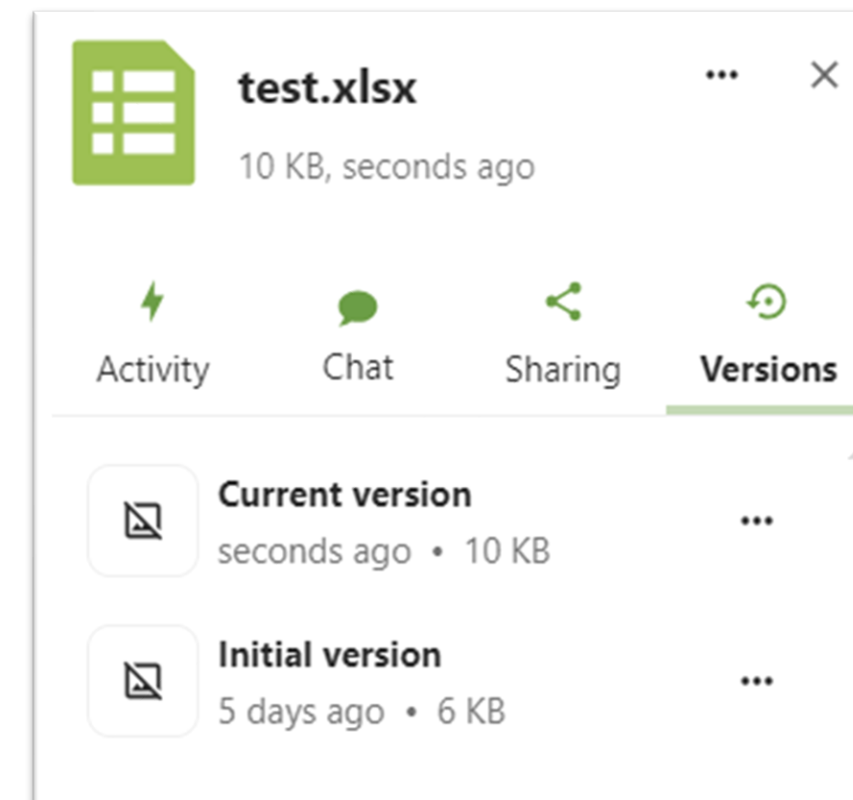 test.xlsx
10 KB, seconds ago
Activity
Chat
Sharing
Versions
Current version
seconds ago • 10 KB
Initial version
5 days ago • 6 KB